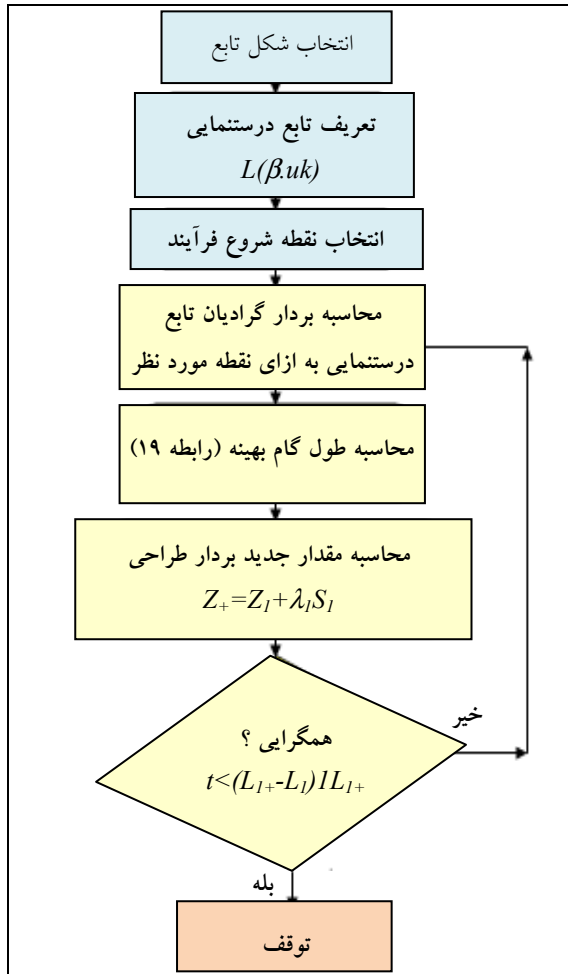 انتخاب شکل تابع
تعریف تابع درستنمایی
L(β.uk)
انتخاب نقطه شروع فرآیند
محاسبه بردار گرادیان تابع
درستنمایی به ازای نقطه مورد نظر
محاسبه طول گام بهینه (رابطه ۱۹)
محاسبه مقدار جدید بردار طراحی
Z₊=Z₁+λ₁S₁
همگرایی ؟
t<(L₁₊-L₁)1L₁₊
خیر
بله
توقف